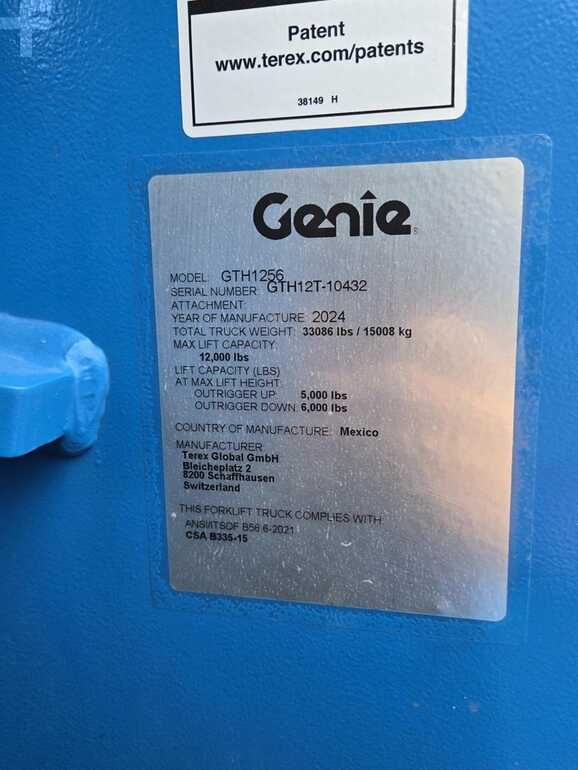 Patent
www.terex.com/patents
38149 H
Genie
MODEL: GTH1256
SERIAL NUMBER: GTH12T-10432
ATTACHMENT:
YEAR OF MANUFACTURE: 2024
TOTAL TRUCK WEIGHT: 33086 lbs / 15008 kg
MAX LIFT CAPACITY:
12,000 lbs
LIFT CAPACITY (LBS)
AT MAX LIFT HEIGHT:
OUTRIGGER UP: 5,000 lbs
OUTRIGGER DOWN: 6,000 lbs
COUNTRY OF MANUFACTURE: Mexico
MANUFACTURER:
Terex Global GmbH
Bleicheplatz 2
8200 Schaffhausen
Switzerland
THIS FORKLIFT TRUCK COMPLIES WITH
ANSI/ITSDF B56.6-2021
CSA B335-15